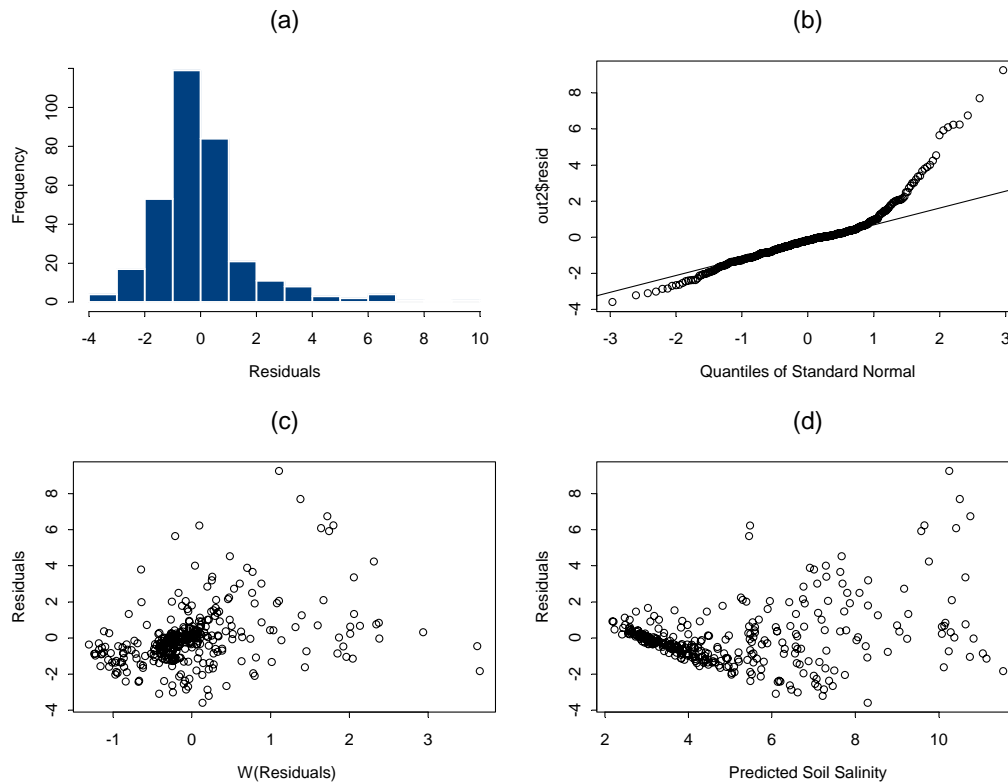 (a)
Frequency
0 20 40 60 80 100
-4 -2 0 2 4 6 8 10
Residuals
(b)
out2$resid
-4 -2 0 2 4 6 8
-3 -2 -1 0 1 2 3
Quantiles of Standard Normal
(c)
Residuals
-4 -2 0 2 4 6 8
-1 0 1 2 3
W(Residuals)
(d)
Residuals
-4 -2 0 2 4 6 8
2 4 6 8 10
Predicted Soil Salinity